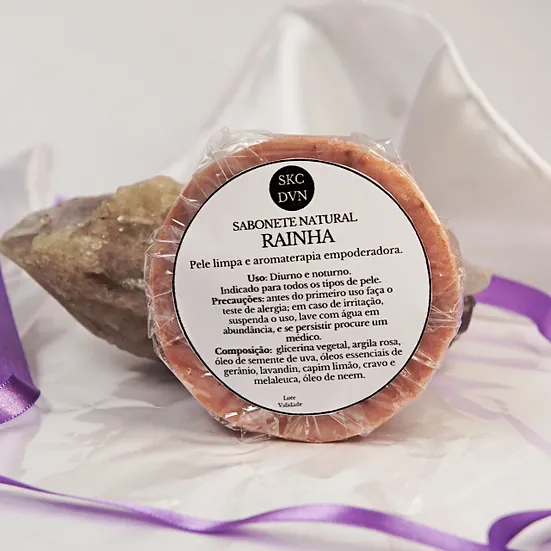 SKC
DVN
SABONETE NATURAL
RAINHA
Pele limpa e aromaterapia empoderadora.
Uso: Diurno e noturno.
Indicado para todos os tipos de pele.
Precauções: antes do primeiro uso faça o
teste de alergia; em caso de irritação,
suspenda o uso, lave com água em
abundância, e se persistir procure um
médico.
Composição: glicerina vegetal, argila rosa,
óleo de semente de uva, óleos essenciais de
gerânio, lavandin, capim limão, cravo e
melaleuca, óleo de neem.
Lote
Validade